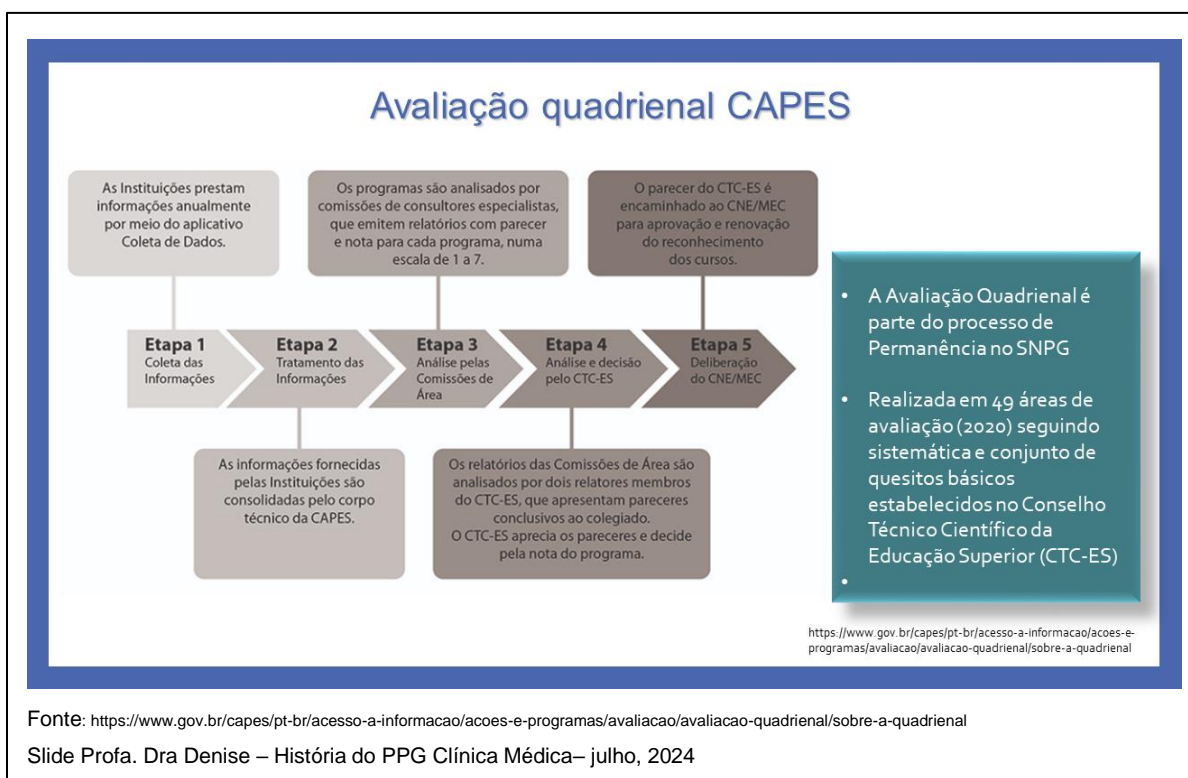 Avaliação quadrienal CAPES
As Instituições prestam
informações anualmente
por meio do aplicativo
Coleta de Dados.
Os programas são analisados por
comissões de consultores especialistas,
que emitem relatórios com parecer
e nota para cada programa, numa
escala de 1 a 7.
O parecer do CTC-ES é
encaminhado ao CNE/MEC
para aprovação e renovação
do reconhecimento
dos cursos.
Etapa 1
Coleta das
Informações
Etapa 2
Tratamento das
Informações
Etapa 3
Análise pelas
Comissões de
Área
Etapa 4
Análise e decisão
pelo CTC-ES
Etapa 5
Deliberação
do CNE/MEC
As informações fornecidas
pelas Instituições são
consolidadas pelo corpo
técnico da CAPES.
Os relatórios das Comissões de Área são
analisados por dois relatores membros
do CTC-ES, que apresentam pareceres
conclusivos ao colegiado.
O CTC-ES aprecia os pareceres e decide
pela nota do programa.
• A Avaliação Quadrienal é
parte do processo de
Permanência no SNPG
• Realizada em 49 áreas de
avaliação (2020) seguindo
sistemática e conjunto de
quesitos básicos
estabelecidos no Conselho
Técnico Científico da
Educação Superior (CTC-ES)
•
https://www.gov.br/capes/pt-br/acesso-a-informacao/acoes-e-
programas/avaliacao/avaliacao-quadrienal/sobre-a-quadrienal
Fonte: https://www.gov.br/capes/pt-br/acesso-a-informacao/acoes-e-programas/avaliacao/avaliacao-quadrienal/sobre-a-quadrienal
Slide Profa. Dra Denise – História do PPG Clínica Médica– julho, 2024